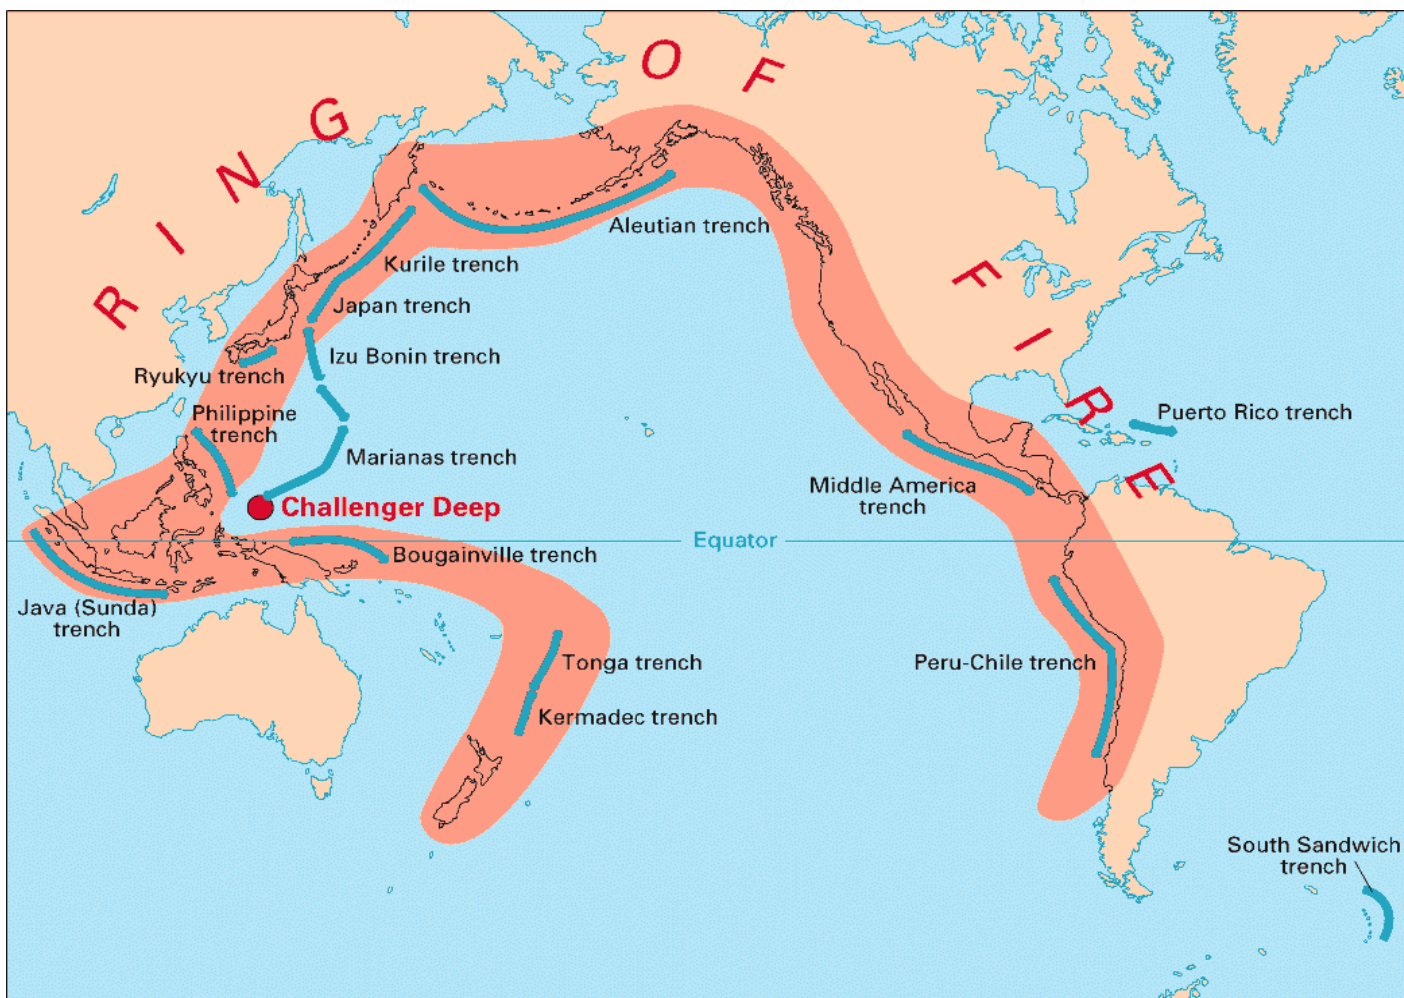 RING OF FIRE
Aleutian trench
Kurile trench
Japan trench
Izu Bonin trench
Ryukyu trench
Philippine
trench
Marianas trench
Challenger Deep
Puerto Rico trench
Middle America
trench
Equator
Bougainville trench
Java (Sunda)
trench
Tonga trench
Kermadec trench
Peru-Chile trench
South Sandwich
trench